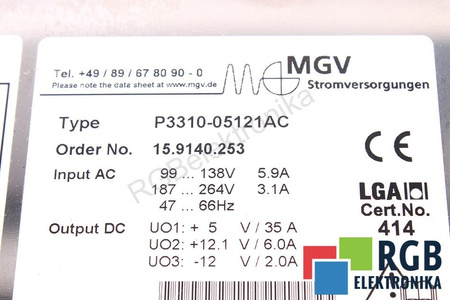 Tel. +49 / 89 / 67 80 90 - 0
Please note the data sheet at www.mgv.de
MGV
Stromversorgungen
Type P3310-05121AC
Order No. 15.9140.253
Input AC 99 ... 138V 5.9A
187 ... 264V 3.1A
47 ... 66Hz
Output DC UO1: + 5 V / 35 A
UO2: + 12.1 V / 6.0A
UO3: -12 V / 2.0A
CE
LGA
Cert.No.
414
RGBelektronika
RGB
ELEKTRONIKA